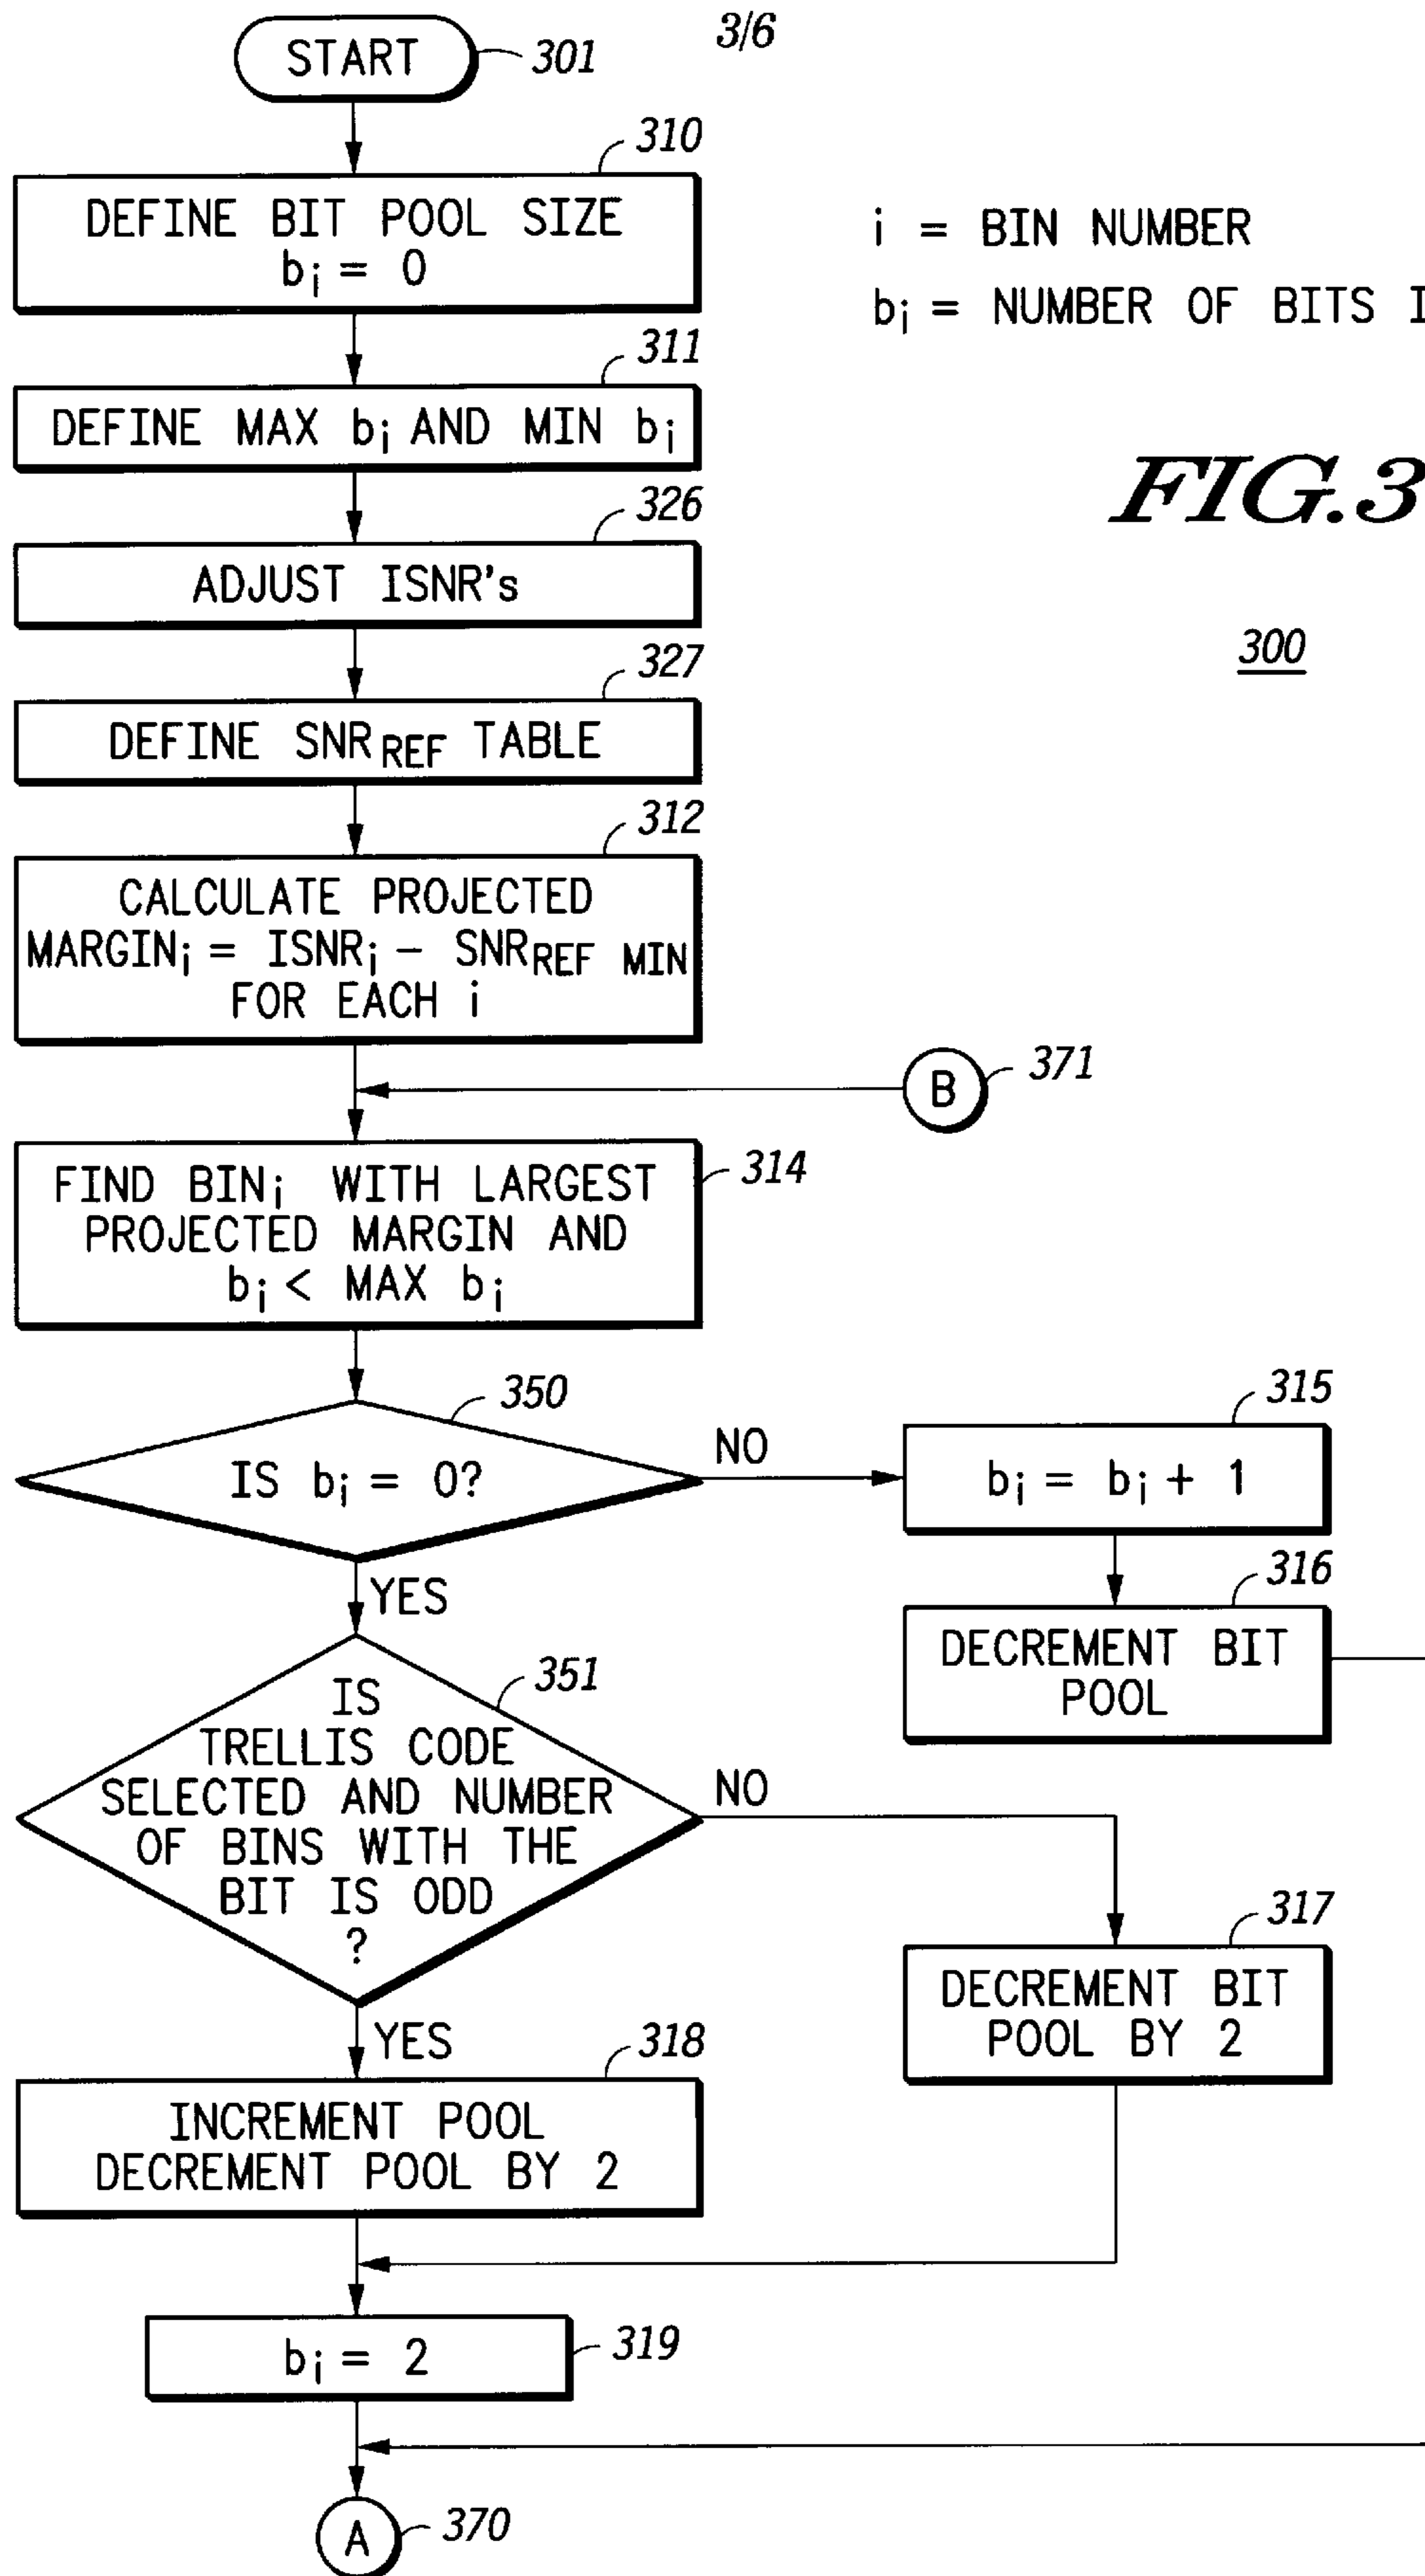 3/6
START 301
310
DEFINE BIT POOL SIZE
bi = 0
i = BIN NUMBER
bi = NUMBER OF BITS
311
DEFINE MAX bi AND MIN bi
FIG.3
326
ADJUST ISNR's
300
327
DEFINE SNRREF TABLE
312
CALCULATE PROJECTED
MARGINi = ISNRi - SNRREF MIN
FOR EACH i
B 371
314
FIND BINi WITH LARGEST
PROJECTED MARGIN AND
bi < MAX bi
350
IS bi = 0?
NO
315
bi = bi + 1
YES
316
DECREMENT BIT
POOL
351
IS
TRELLIS CODE
SELECTED AND NUMBER
OF BINS WITH THE
BIT IS ODD
?
NO
317
DECREMENT BIT
POOL BY 2
YES
318
INCREMENT POOL
DECREMENT POOL BY 2
bi = 2 319
A 370